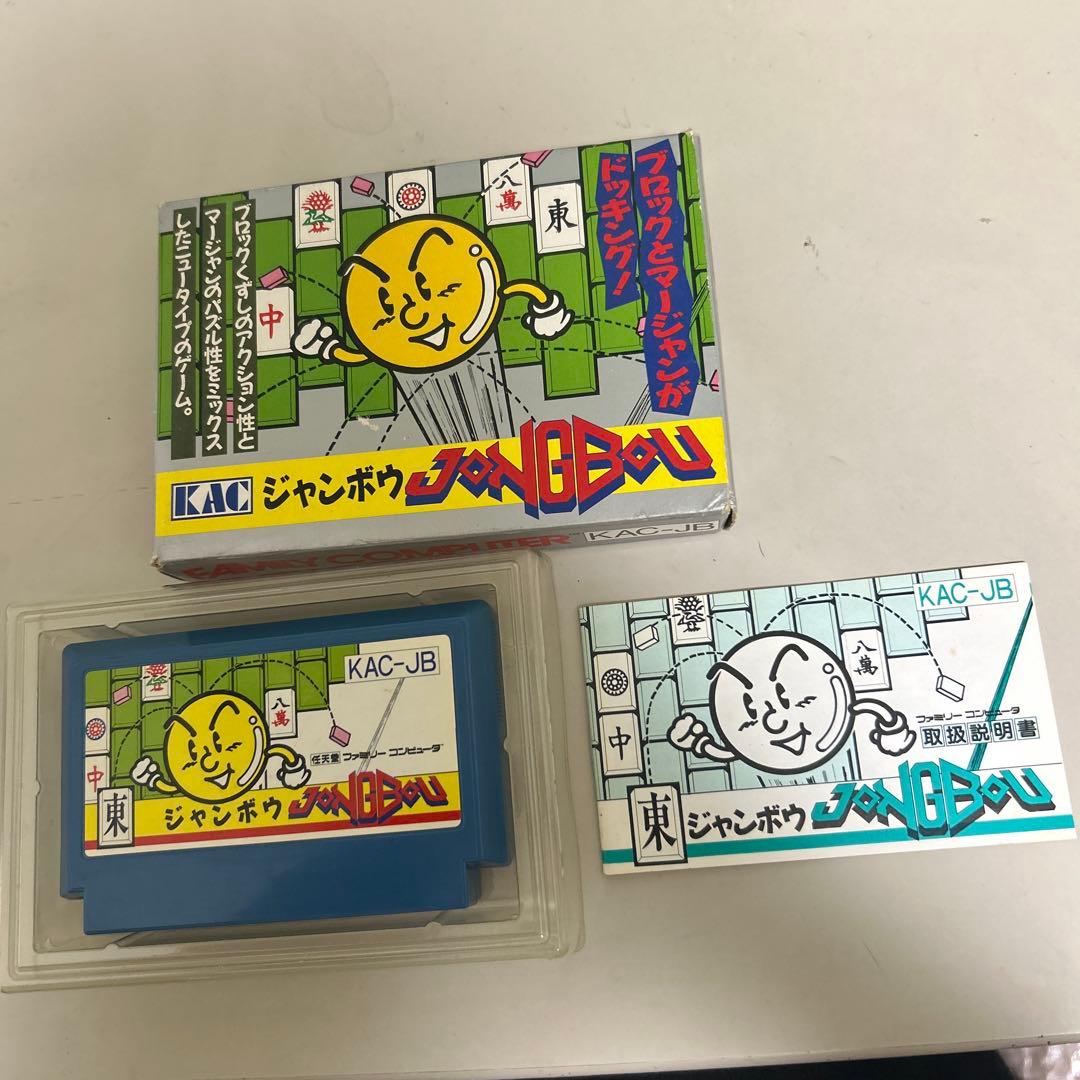 ブロックとマージャンが
ドッキング!
ブロックくずしのアクション性と
マージャンのパズル性をミックス
したニュータイプのゲーム。
八萬
東
中
KAC
ジャンボウ
JONGBOU
FAMILY COMPUTER™
KAC-JB
KAC-JB
八萬
中
任天堂 ファミリー コンピュータ
東
ジャンボウ
JONGBOU
KAC-JB
八萬
中
ファミリー コンピュータ
取扱説明書
東
ジャンボウ
JONGBOU